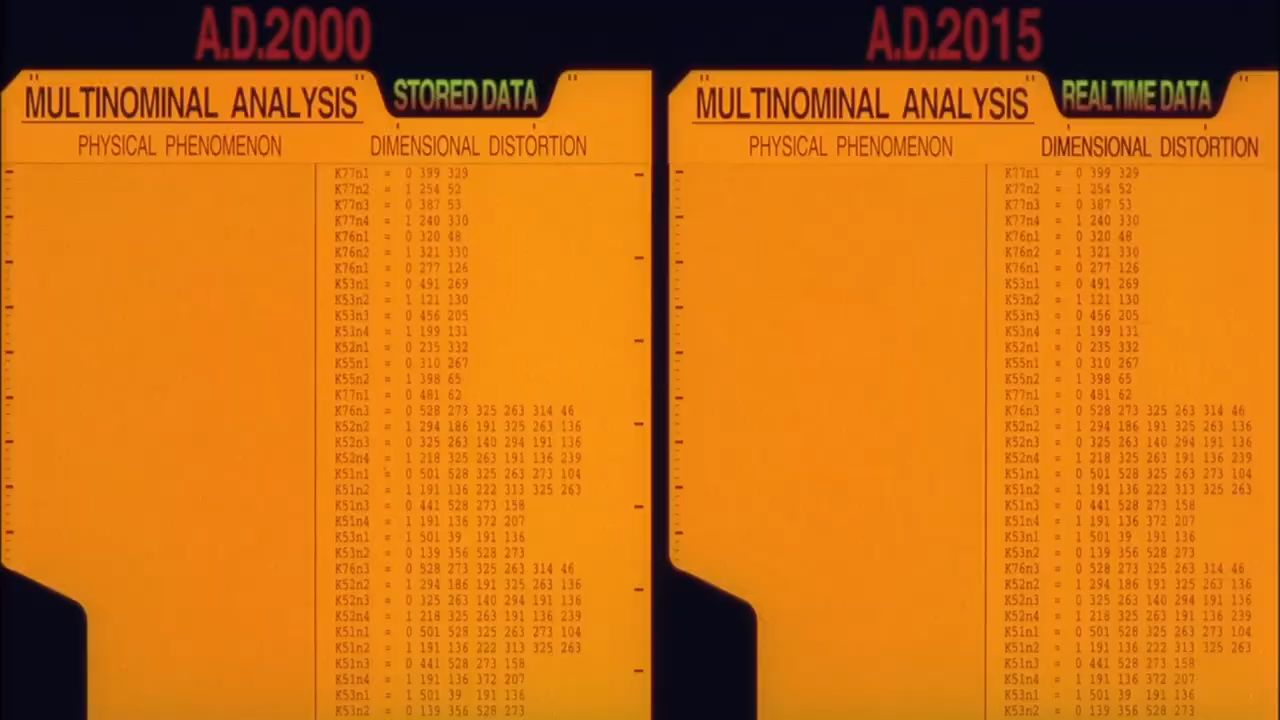 A.D.2000
"MULTINOMINAL ANALYSIS"
STORED DATA"
PHYSICAL PHENOMENON
DIMENSIONAL DISTORTION
K77n1 = 0 399 329
K77n2 = 1 254 52
K77n3 = 0 387 53
K77n4 = 1 240 330
K76n1 = 0 320 48
K76n2 = 1 321 330
K76n1 = 0 277 126
K53n1 = 0 491 269
K53n2 = 1 121 130
K53n3 = 0 456 205
K53n4 = 1 199 131
K52n1 = 0 235 332
K55n1 = 0 310 267
K55n2 = 1 398 65
K77n1 = 0 481 62
K76n3 = 0 528 273 325 263 314 46
K52n2 = 1 294 186 191 325 263 136
K52n3 = 0 325 263 140 294 191 136
K52n4 = 1 218 325 263 191 136 239
K51n1 = 0 501 528 325 263 273 104
K51n2 = 1 191 136 222 313 325 263
K51n3 = 0 441 528 273 158
K51n4 = 1 191 136 372 207
K53n1 = 1 501 39 191 136
K53n2 = 0 139 356 528 273
K76n3 = 0 528 273 325 263 314 46
K52n2 = 1 294 186 191 325 263 136
K52n3 = 0 325 263 140 294 191 136
K52n4 = 1 218 325 263 191 136 239
K51n1 = 0 501 528 325 263 273 104
K51n2 = 1 191 136 222 313 325 263
K51n3 = 0 441 528 273 158
K51n4 = 1 191 136 372 207
K53n1 = 1 501 39 191 136
K53n2 = 0 139 356 528 273
A.D.2015
"MULTINOMINAL ANALYSIS"
REALTIME DATA"
PHYSICAL PHENOMENON
DIMENSIONAL DISTORTION
K77n1 = 0 399 329
K77n2 = 1 254 52
K77n3 = 0 387 53
K77n4 = 1 240 330
K76n1 = 0 320 48
K76n2 = 1 321 330
K76n1 = 0 277 126
K53n1 = 0 491 269
K53n2 = 1 121 130
K53n3 = 0 456 205
K53n4 = 1 199 131
K52n1 = 0 235 332
K55n1 = 0 310 267
K55n2 = 1 398 65
K77n1 = 0 481 62
K76n3 = 0 528 273 325 263 314 46
K52n2 = 1 294 186 191 325 263 136
K52n3 = 0 325 263 140 294 191 136
K52n4 = 1 218 325 263 191 136 239
K51n1 = 0 501 528 325 263 273 104
K51n2 = 1 191 136 222 313 325 263
K51n3 = 0 441 528 273 158
K51n4 = 1 191 136 372 207
K53n1 = 1 501 39 191 136
K53n2 = 0 139 356 528 273
K76n3 = 0 528 273 325 263 314 46
K52n2 = 1 294 186 191 325 263 136
K52n3 = 0 325 263 140 294 191 136
K52n4 = 1 218 325 263 191 136 239
K51n1 = 0 501 528 325 263 273 104
K51n2 = 1 191 136 222 313 325 263
K51n3 = 0 441 528 273 158
K51n4 = 1 191 136 372 207
K53n1 = 1 501 39 191 136
K53n2 = 0 139 356 528 273